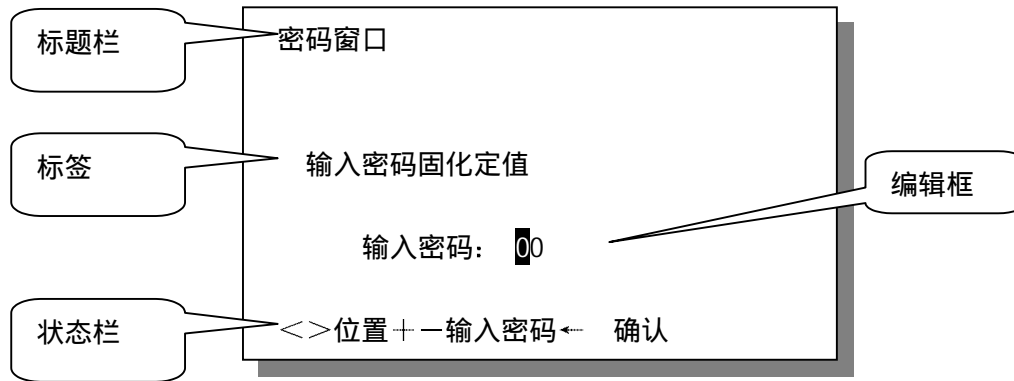 标题栏
密码窗口
标签
输入密码固化定值
编辑框
输入密码： 00
状态栏
＜＞位置＋－输入密码← 确认